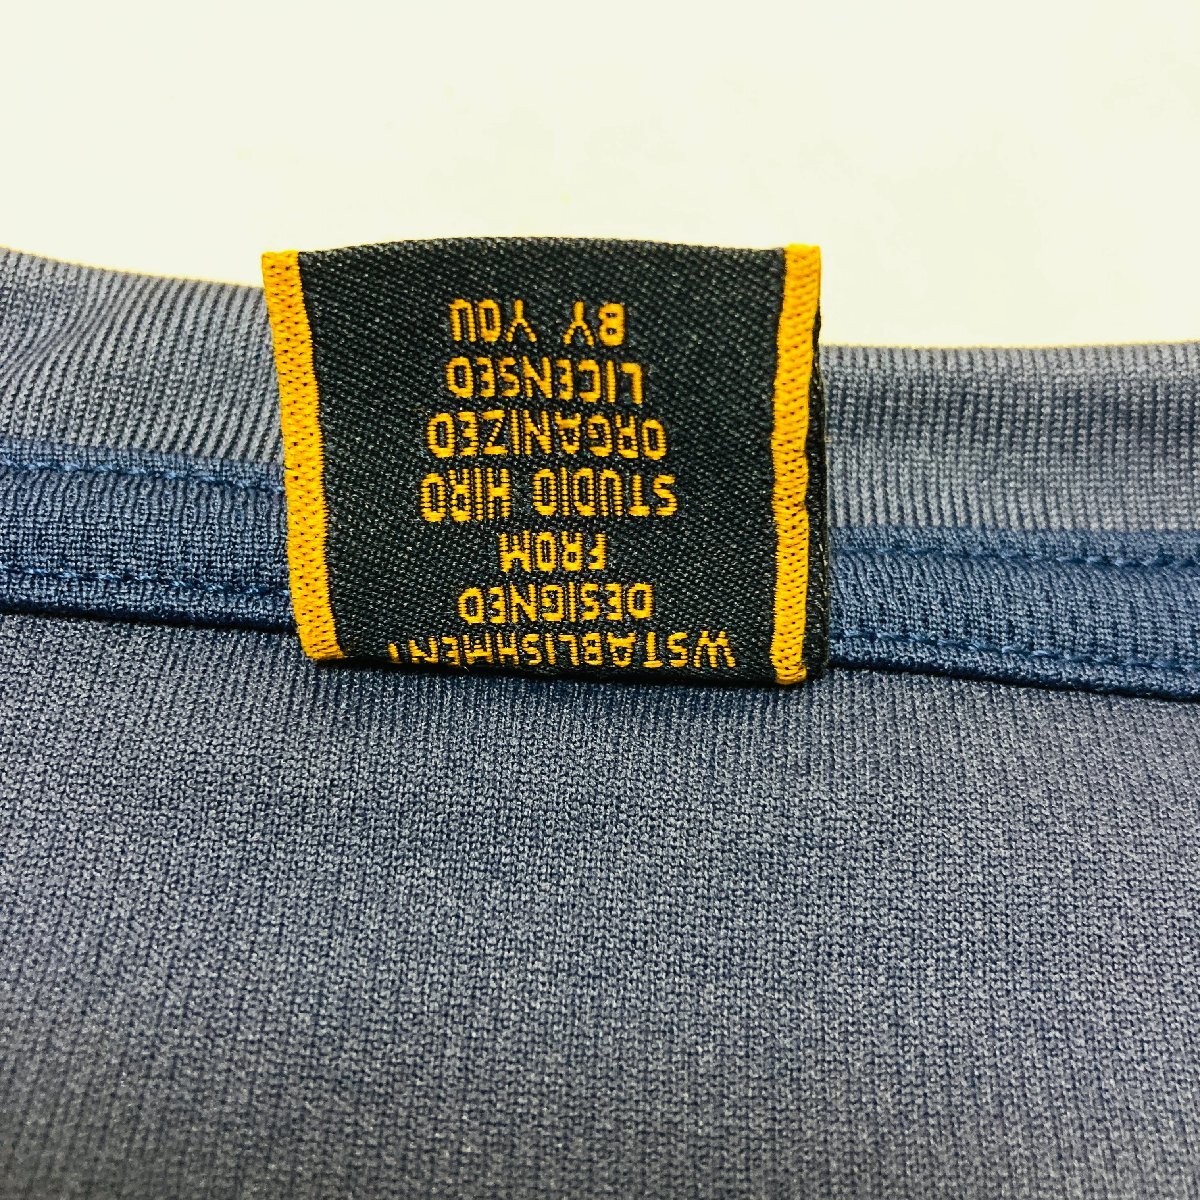 WSTABLISHMENT
DESIGNED
FROM
STUDIO HIRO
ORGANIZED
LICENSED
BY YOU